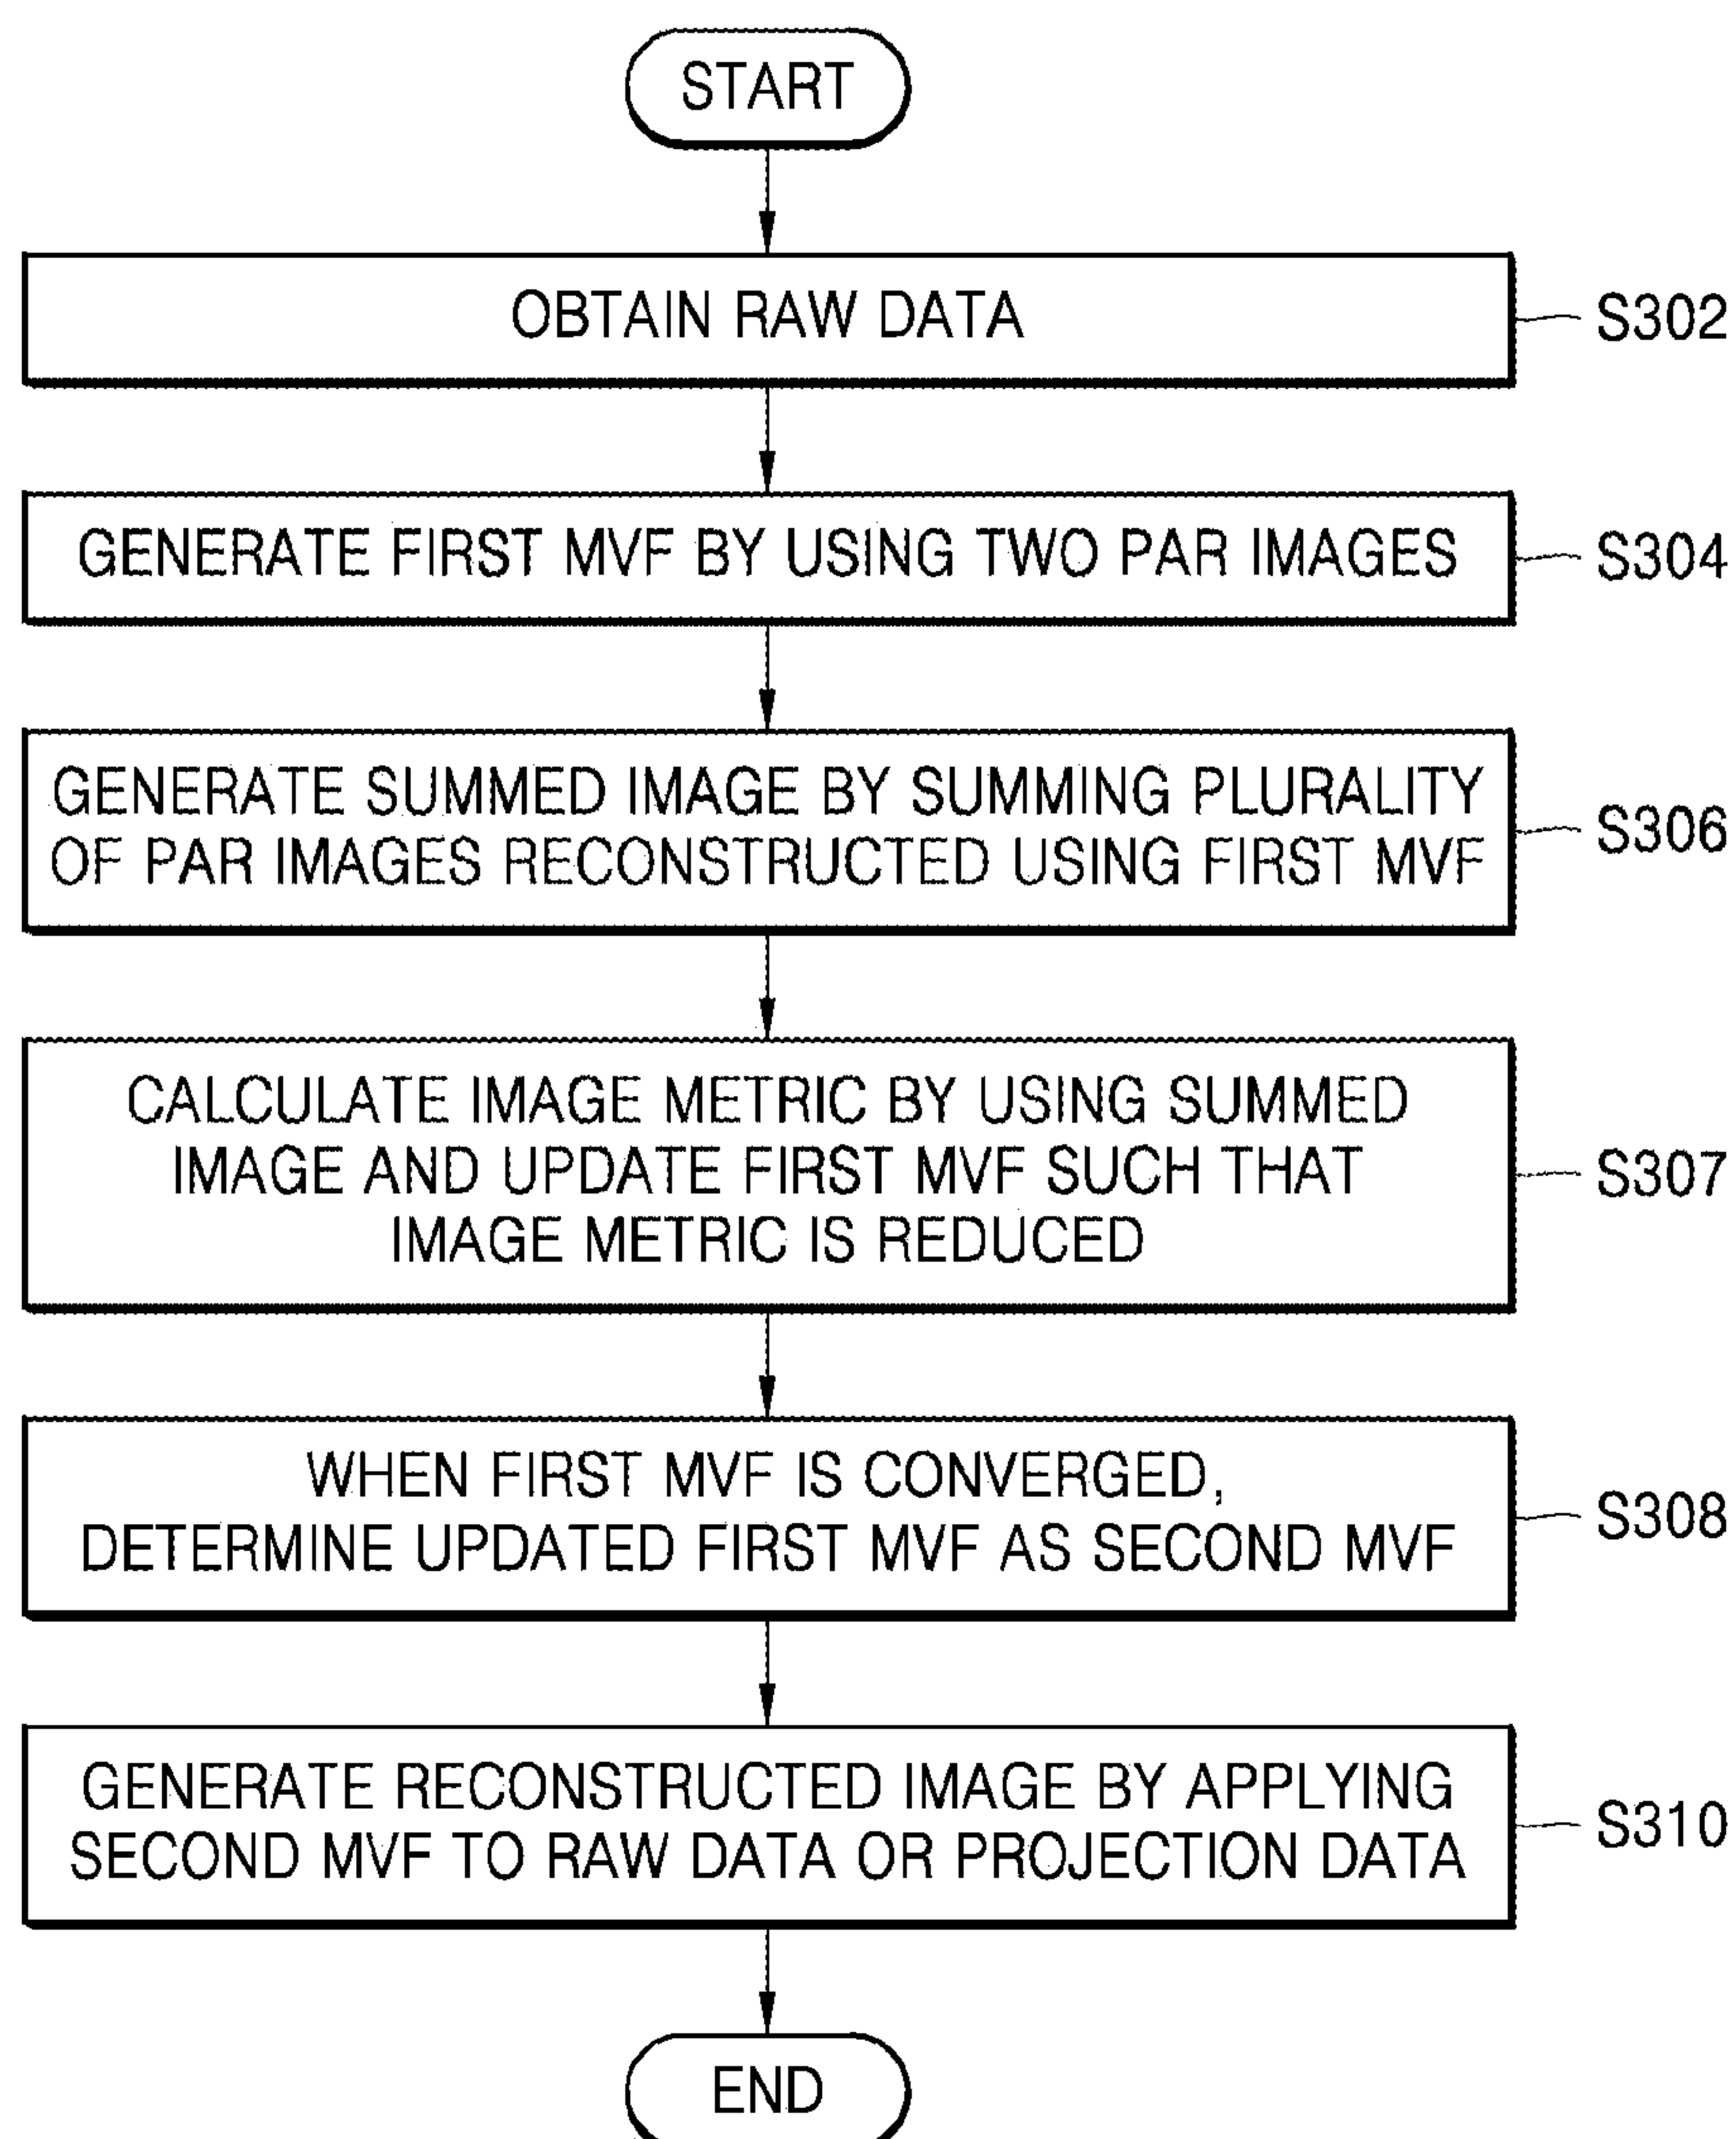 START
OBTAIN RAW DATA
S302
GENERATE FIRST MVF BY USING TWO PAR IMAGES
S304
GENERATE SUMMED IMAGE BY SUMMING PLURALITY
OF PAR IMAGES RECONSTRUCTED USING FIRST MVF
S306
CALCULATE IMAGE METRIC BY USING SUMMED
IMAGE AND UPDATE FIRST MVF SUCH THAT
IMAGE METRIC IS REDUCED
S307
WHEN FIRST MVF IS CONVERGED,
DETERMINE UPDATED FIRST MVF AS SECOND MVF
S308
GENERATE RECONSTRUCTED IMAGE BY APPLYING
SECOND MVF TO RAW DATA OR PROJECTION DATA
S310
END